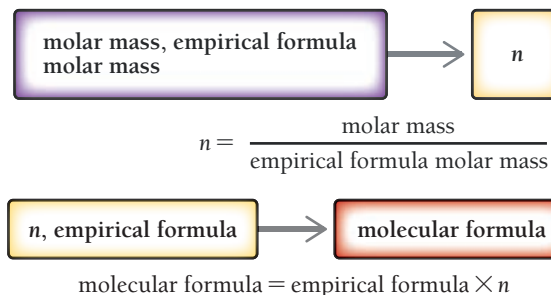 molar mass, empirical formula
molar mass
n
n = molar mass
empirical formula molar mass
n, empirical formula
molecular formula
molecular formula = empirical formula × n